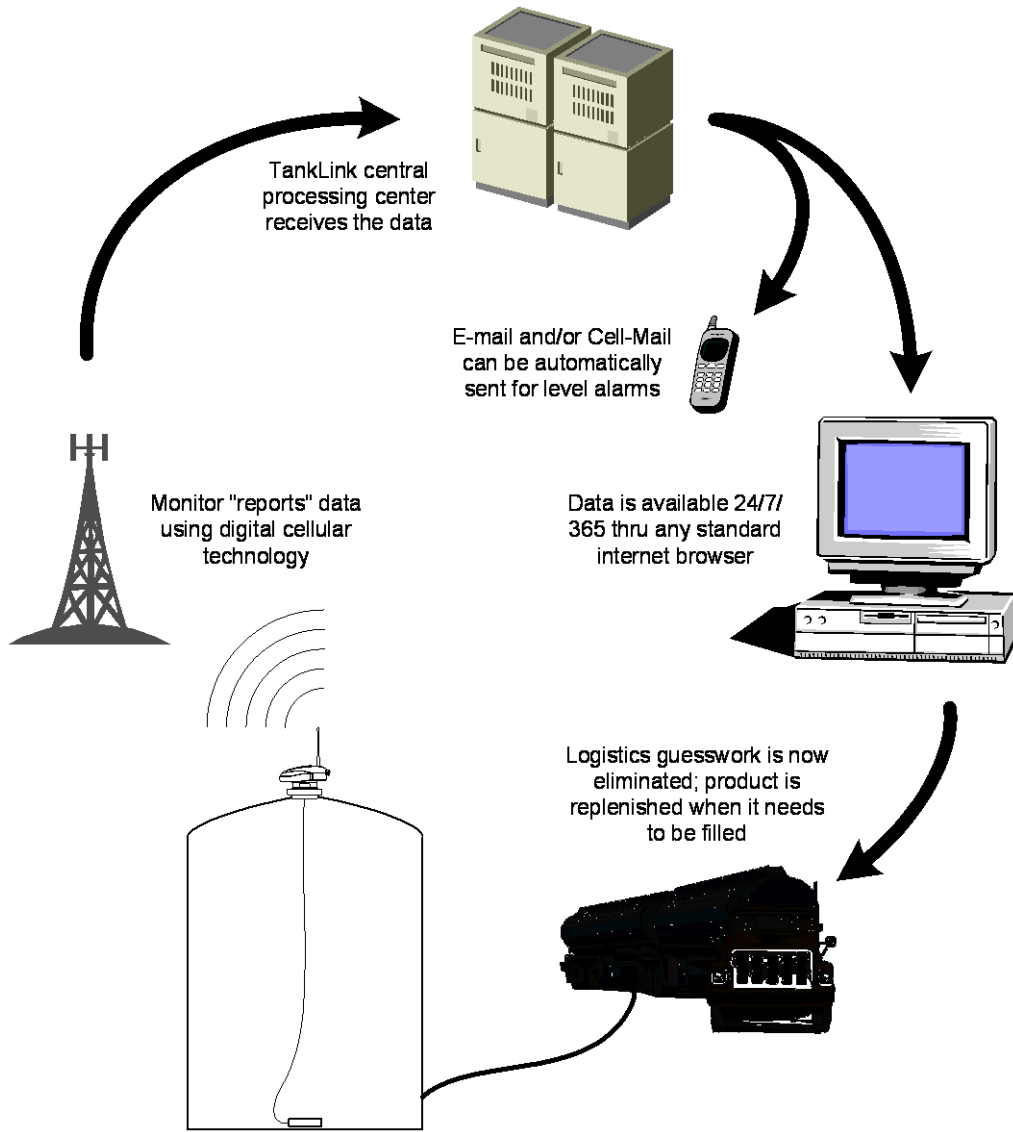 TankLink central
processing center
receives the data
E-mail and/or Cell-Mail
can be automatically
sent for level alarms
Monitor "reports" data
using digital cellular
technology
Data is available 24/7/
365 thru any standard
internet browser
Logistics guesswork is now
eliminated; product is
replenished when it needs
to be filled